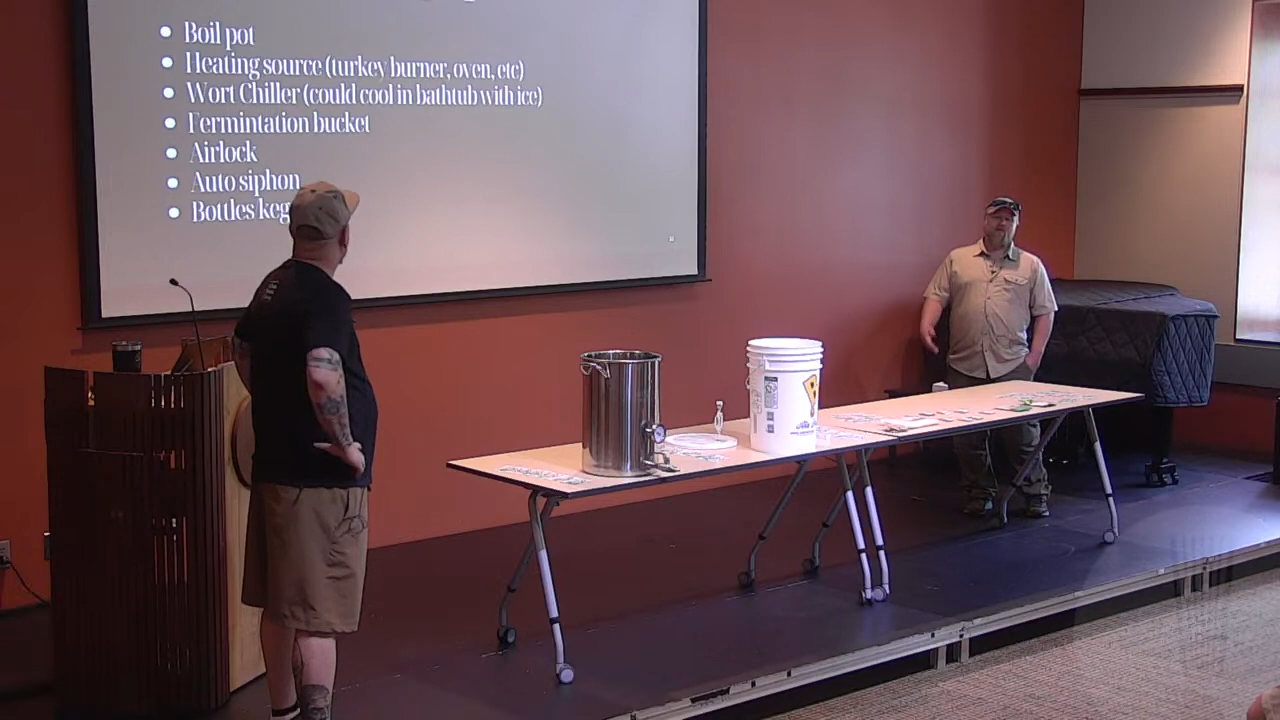 Boil pot
Heating source (turkey burner, oven, etc)
Wort Chiller (could cool in bathtub with ice)
Fermintation bucket
Airlock
Auto siphon
Bottles keg